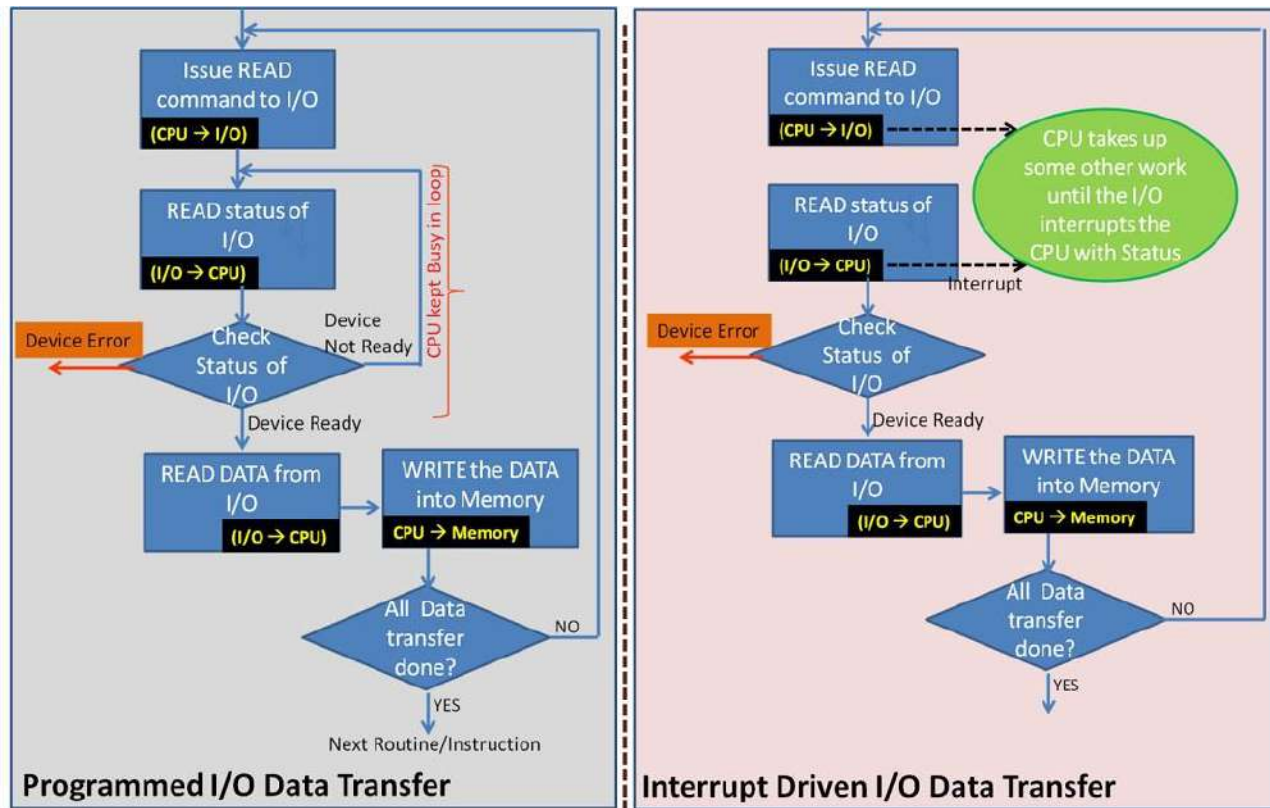 Issue READ
command to I/O
(CPU → I/O)
READ status of
I/O
(I/O → CPU)
CPU kept Busy in loop
Device
Not Ready
Device Error
Check
Status of
I/O
Device Ready
READ DATA from
I/O
(I/O → CPU)
WRITE the DATA
into Memory
CPU → Memory
All Data
transfer
done?
NO
YES
Next Routine/Instruction
Programmed I/O Data Transfer
Issue READ
command to I/O
(CPU → I/O)
CPU takes up
some other work
until the I/O
interrupts the
CPU with Status
READ status of
I/O
(I/O → CPU)
Interrupt
Device Error
Check
Status of
I/O
Device Ready
READ DATA from
I/O
(I/O → CPU)
WRITE the DATA
into Memory
CPU → Memory
All Data
transfer
done?
NO
YES
Interrupt Driven I/O Data Transfer